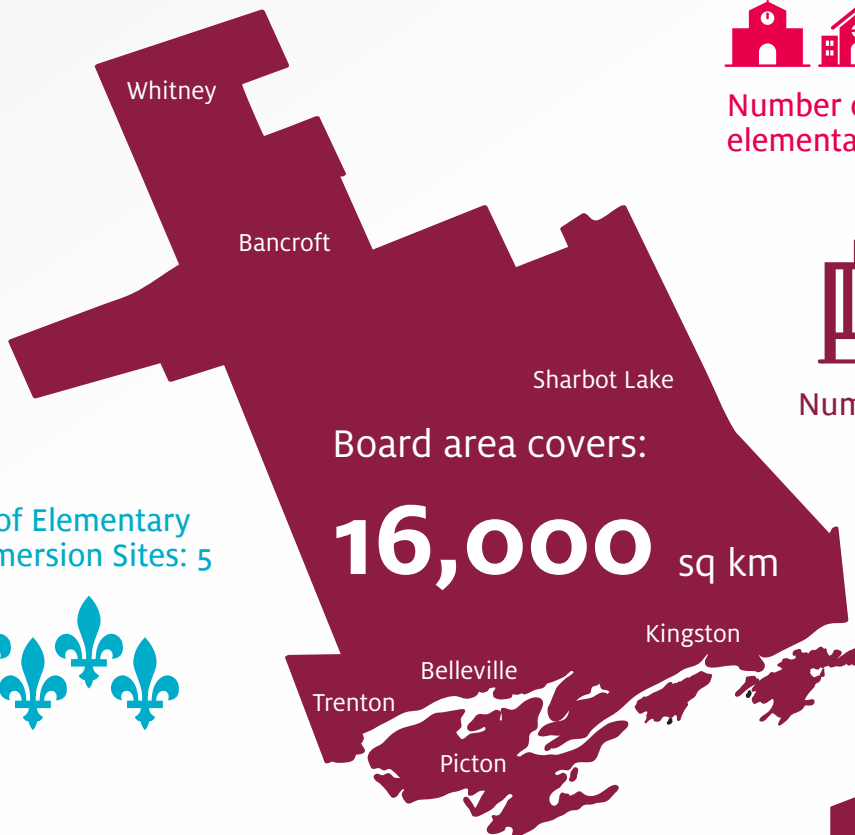 Whitney
Number
elementa
Bancroft
Sharbot Lake
Num
Board area covers:
16,000 sq km
of Elementary
mersion Sites: 5
Kingston
Belleville
Trenton
Picton